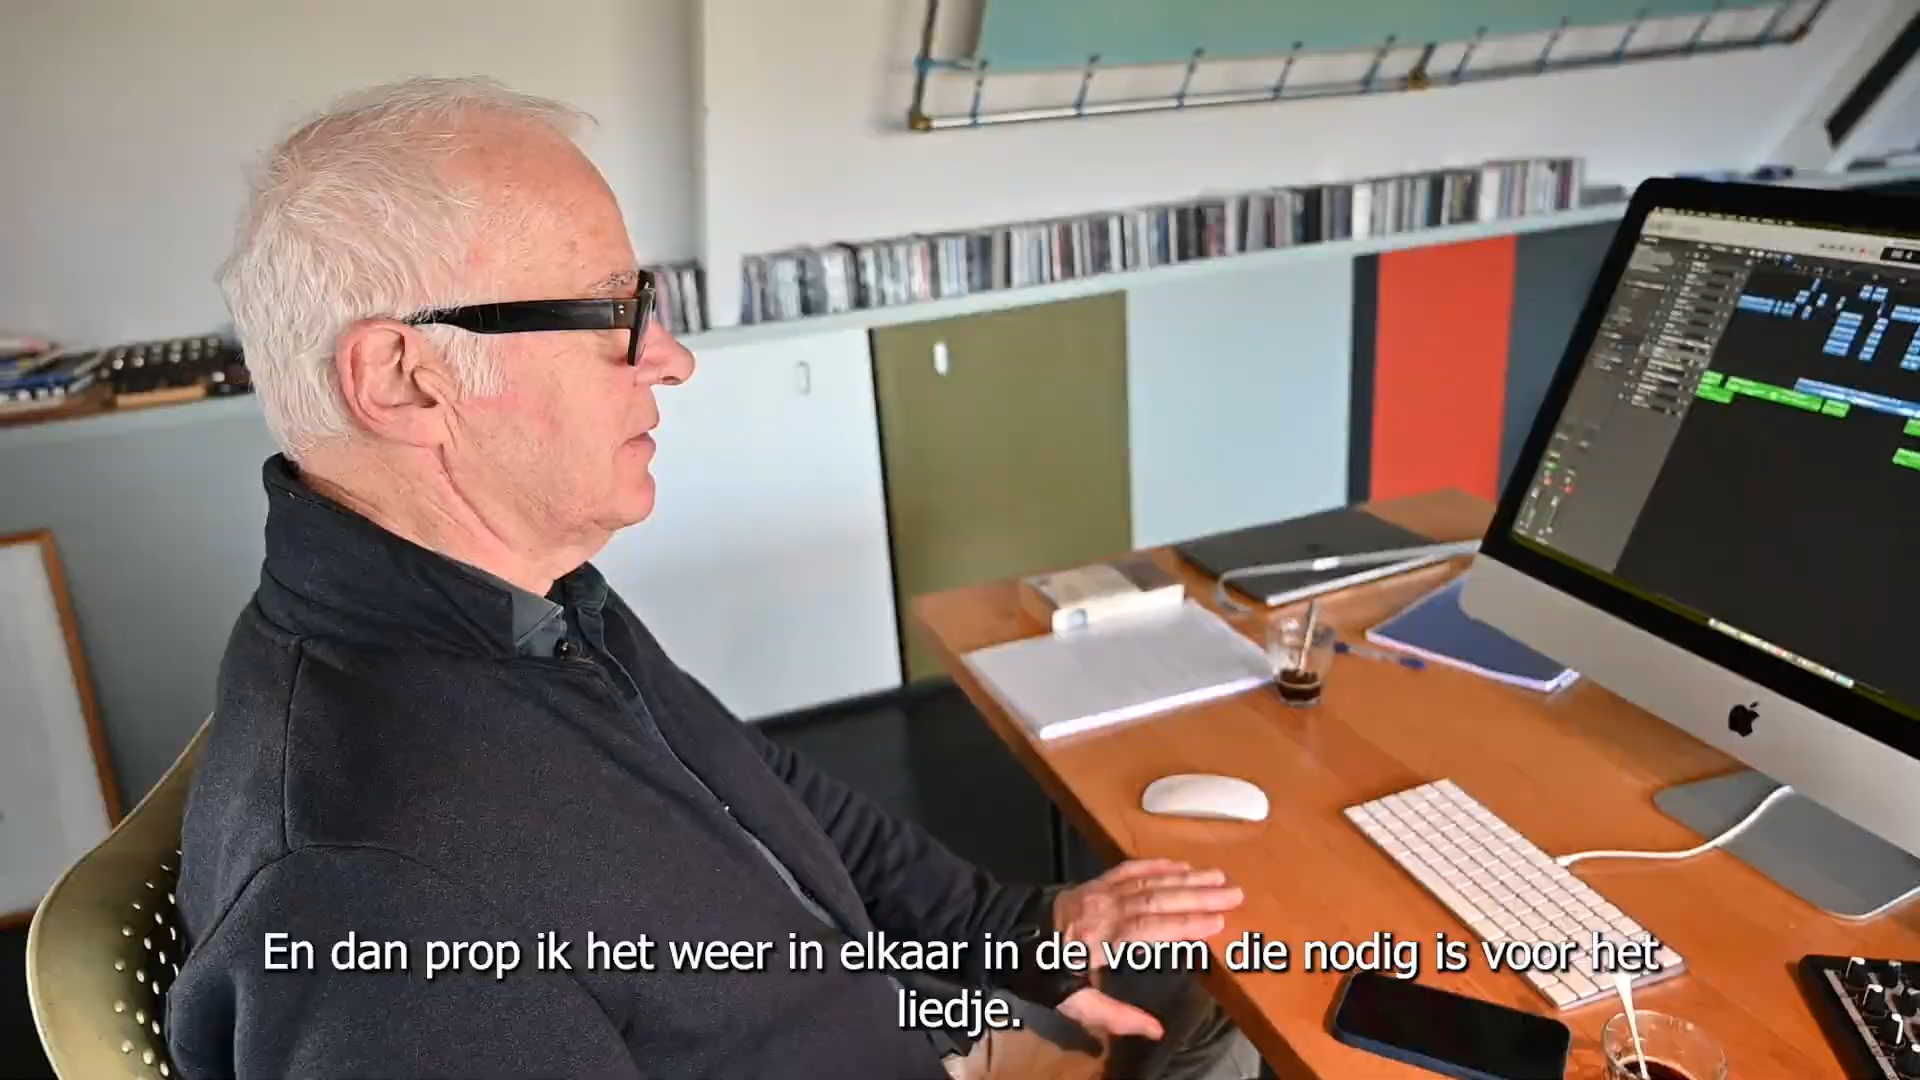 En dan prop ik het weer in elkaar in de vorm die nodig is voor het
liedje.